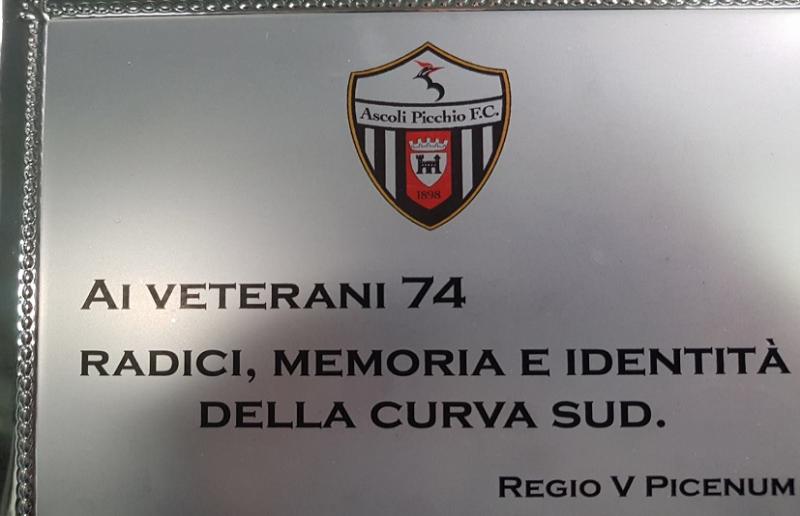 Ascoli Picchio F.C.
1898
AI VETERANI 74
RADICI, MEMORIA E IDENTITÀ
DELLA CURVA SUD.
REGIO V PICENUM